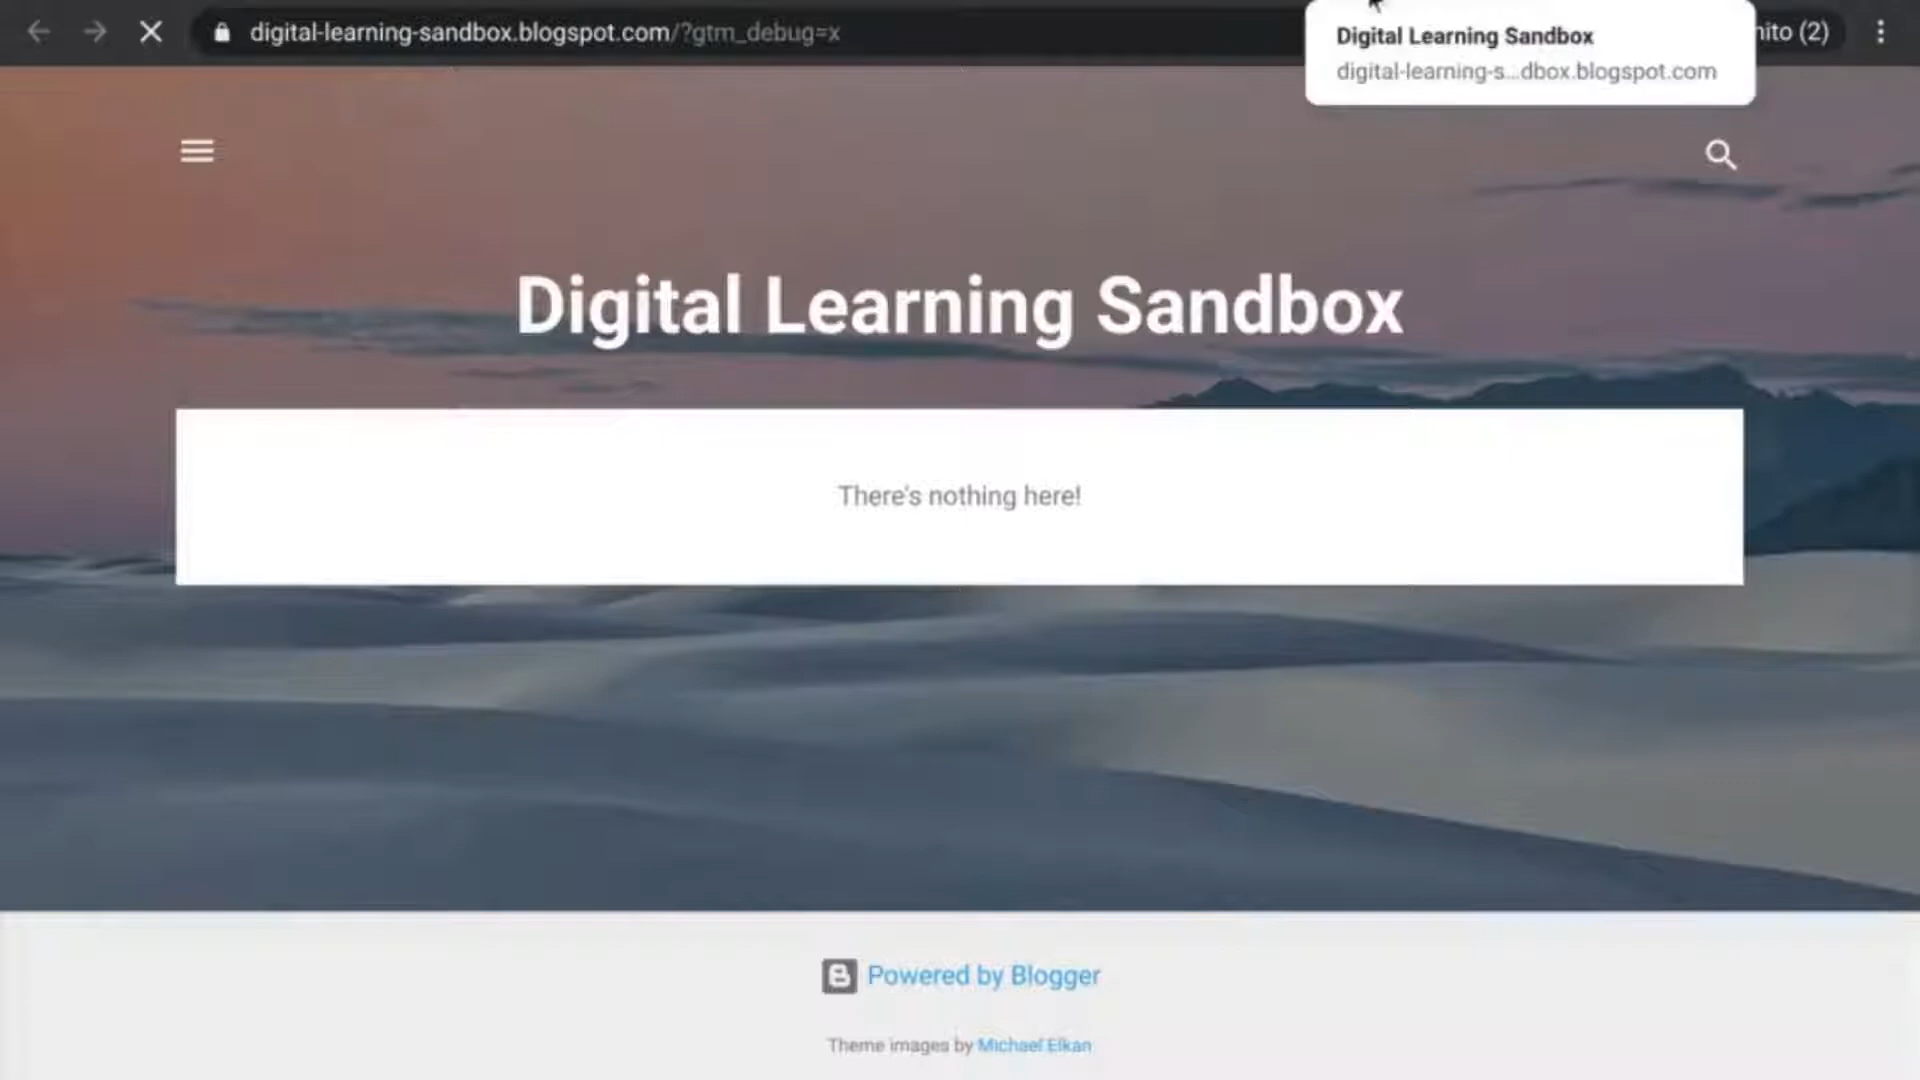 digital-learning-sandbox.blogspot.com/?gtm_debug=x
Digital Learning Sandbox
digital-learning-s...dbox.blogspot.com
nito (2)
Digital Learning Sandbox
There's nothing here!
Powered by Blogger
Theme images by Michael Elkan